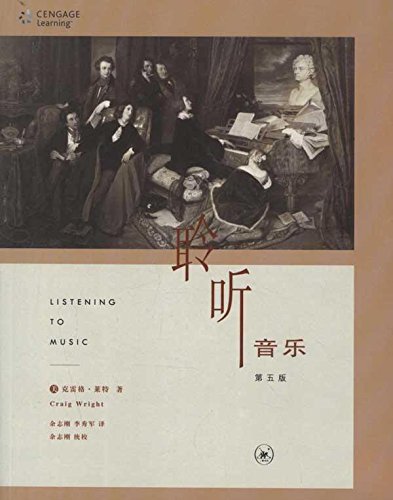 CENGAGE
Learning™
聆听
音乐
第五版
LISTENING
TO
MUSIC
美 克雷格·莱特 著
Craig Wright
余志刚 李秀军 译
余志刚 统校